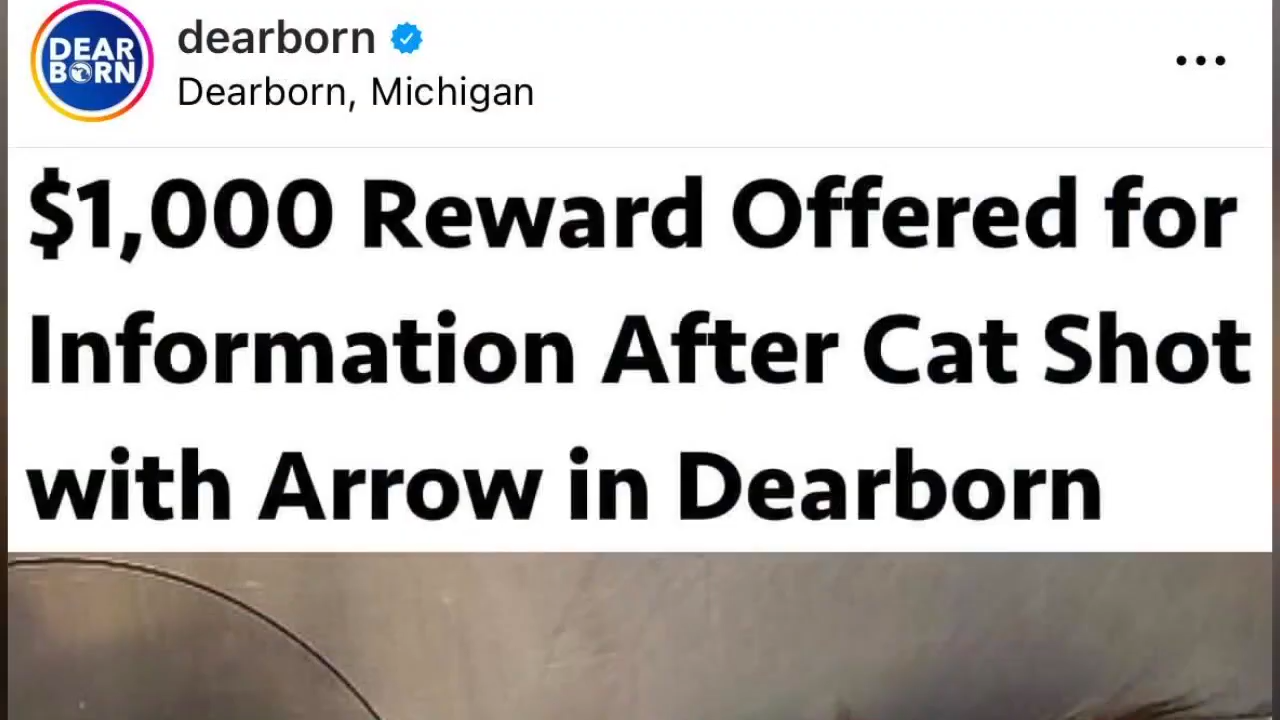 DEAR
BORN
dearborn
Dearborn, Michigan
$1,000 Reward Offered for
Information After Cat Shot
with Arrow in Dearborn